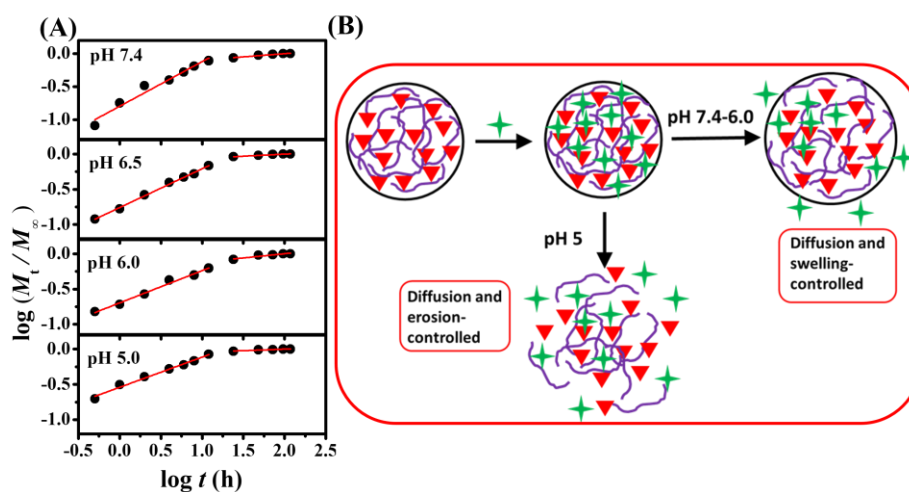 (A)
pH 7.4
0.0
-0.5
-1.0
pH 6.5
0.0
-0.5
-1.0
pH 6.0
0.0
-0.5
-1.0
pH 5.0
0.0
-0.5
-1.0
-0.5 0.0 0.5 1.0 1.5 2.0 2.5
log t (h)
log (Mt / M∞)
(B)
pH 7.4-6.0
pH 5
Diffusion and
swelling-
controlled
Diffusion and
erosion-
controlled